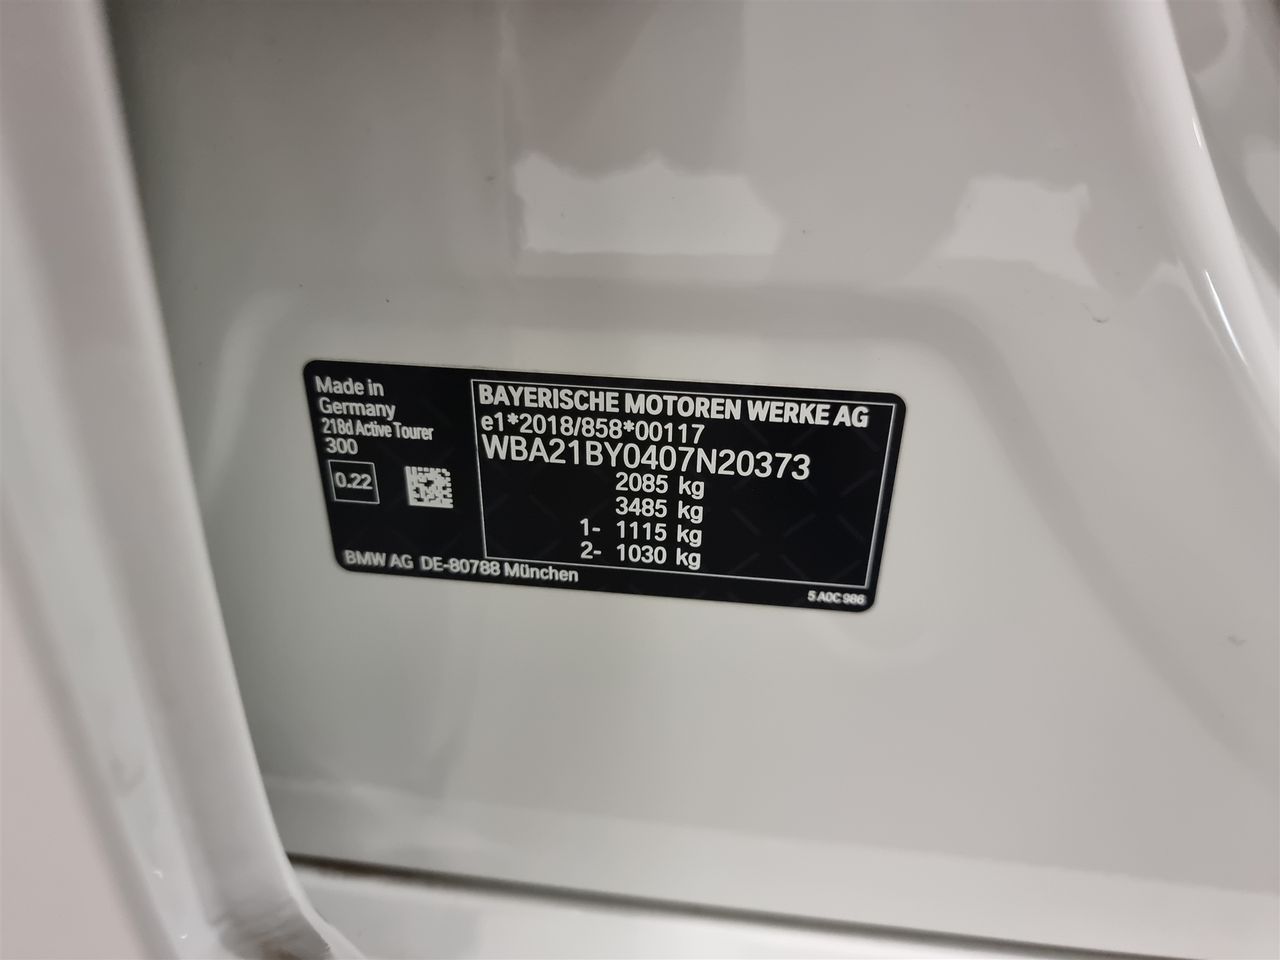 Made in
Germany
218d Active Tourer
300
0.22
BAYERISCHE MOTOREN WERKE AG
e1*2018/858*00117
WBA21BY0407N20373
2085 kg
3485 kg
1- 1115 kg
2- 1030 kg
BMW AG DE-80788 München
5 A0C 986